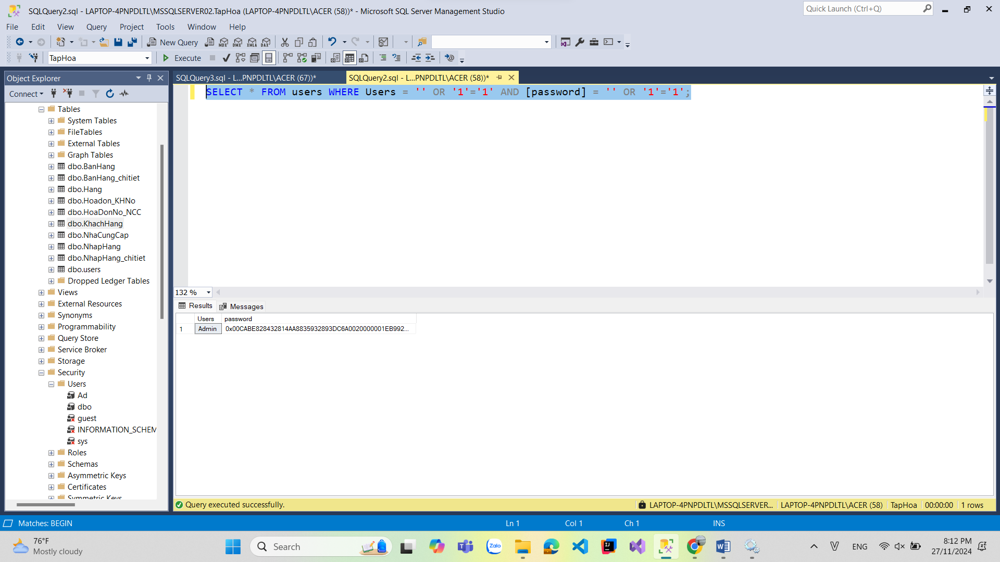 SQLQuery2.sql - LAPTOP-4PNPDLTL\MSSQLSERVER02.TapHoa (LAPTOP-4PNPDLTL\ACER (58))* - Microsoft SQL Server Management Studio
Quick Launch (Ctrl+Q)
File Edit View Query Project Tools Window Help
New Query MDX DMX XMLA DAX
TapHoa Execute
Object Explorer
SQLQuery3.sql - L...PNPDLTL\ACER (67))*
SQLQuery2.sql - L...PNPDLTL\ACER (58))*
Connect
SELECT * FROM users WHERE Users = '' OR '1'='1' AND [password] = '' OR '1'='1';
Tables
System Tables
FileTables
External Tables
Graph Tables
dbo.BanHang
dbo.BanHang_chitiet
dbo.Hang
dbo.Hoadon_KHNo
dbo.HoaDonNo_NCC
dbo.KhachHang
dbo.NhaCungCap
dbo.NhapHang
dbo.NhapHang_chitiet
dbo.users
Dropped Ledger Tables
Views
External Resources
Synonyms
Programmability
Query Store
Service Broker
Storage
Security
Users
Ad
dbo
guest
INFORMATION_SCHEM
sys
Roles
Schemas
Asymmetric Keys
Certificates
Symmetric Keys
132 %
Results Messages
Users password
1 Admin 0x00CABE828432814AA8835932893DC6A0020000001EB992...
Query executed successfully.
LAPTOP-4PNPDLTL\MSSQLSERVER... LAPTOP-4PNPDLTL\ACER (58) TapHoa 00:00:00 1 rows
Matches: BEGIN Ln 1 Col 1 Ch 1 INS
76°F
Mostly cloudy
Search
Zalo
ENG
8:12 PM
27/11/2024